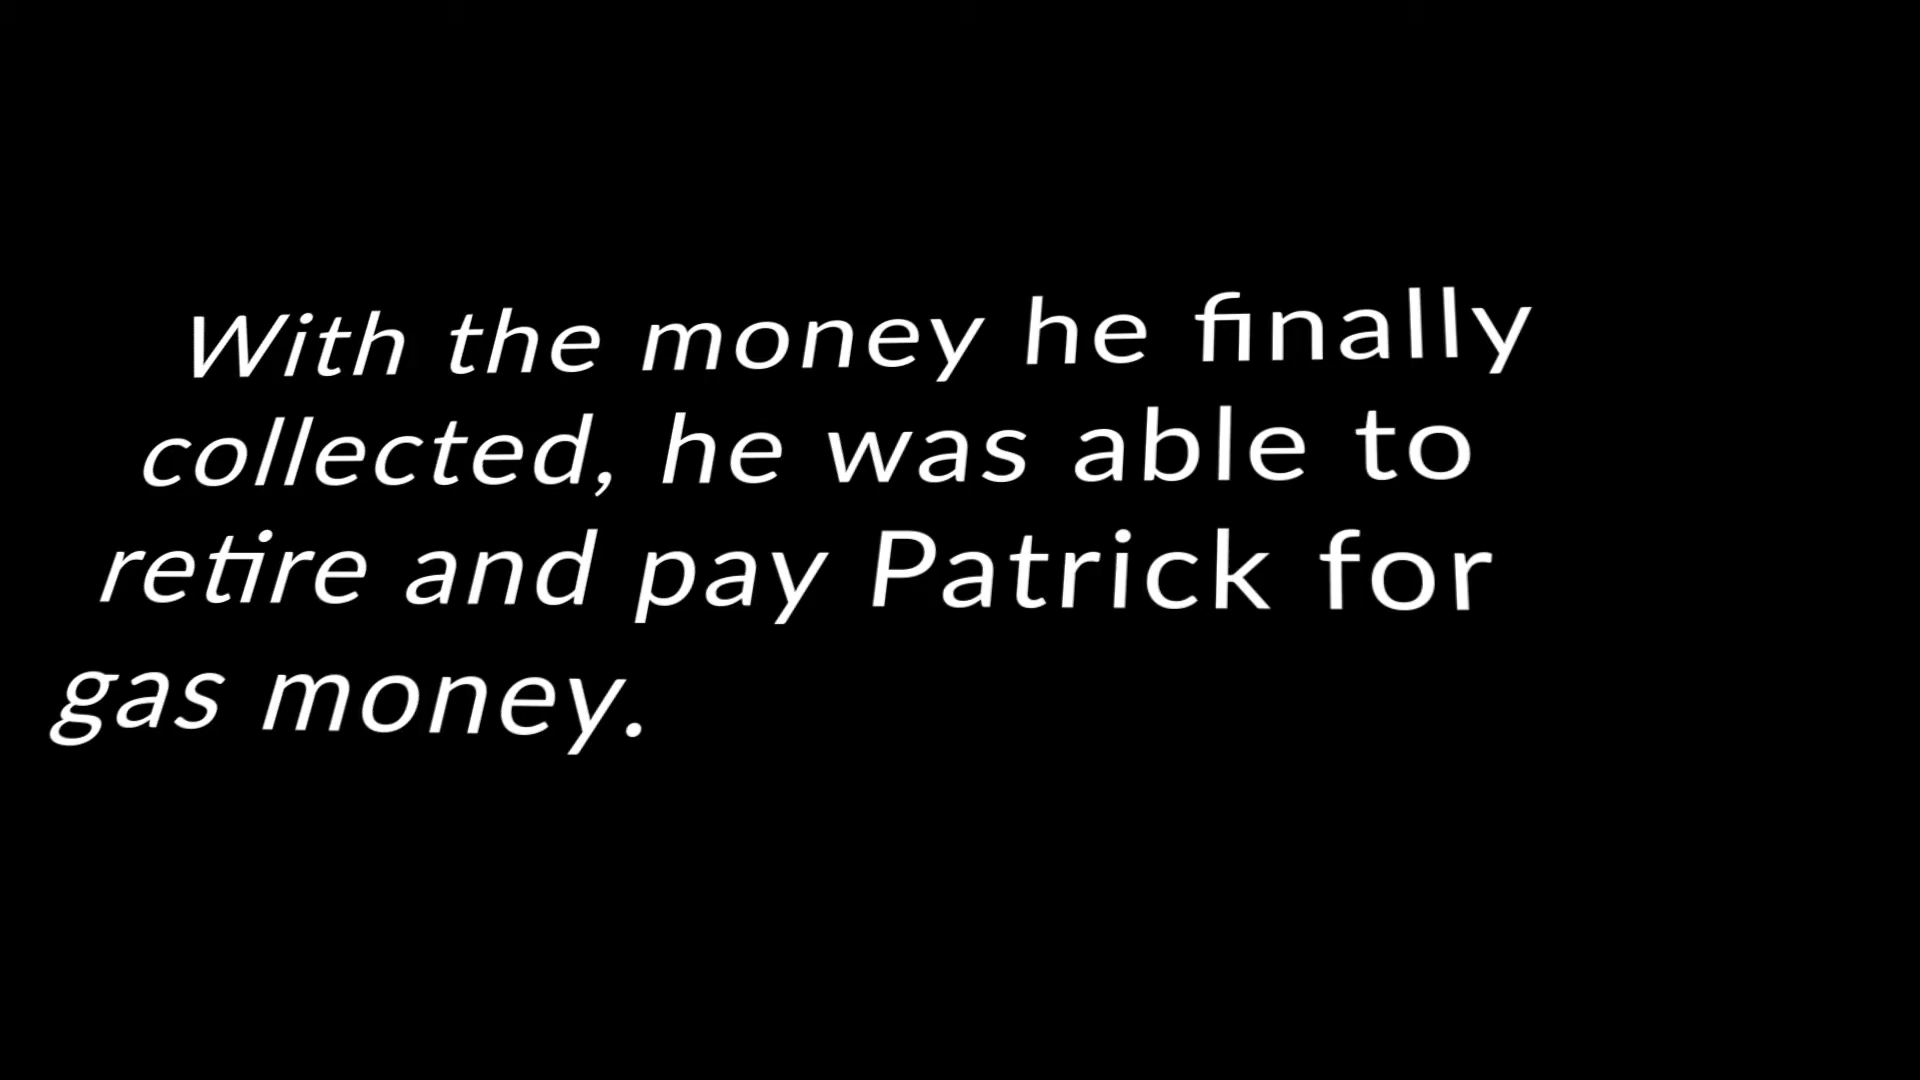 With the money he finally
collected, he was able to
retire and pay Patrick for
gas money.